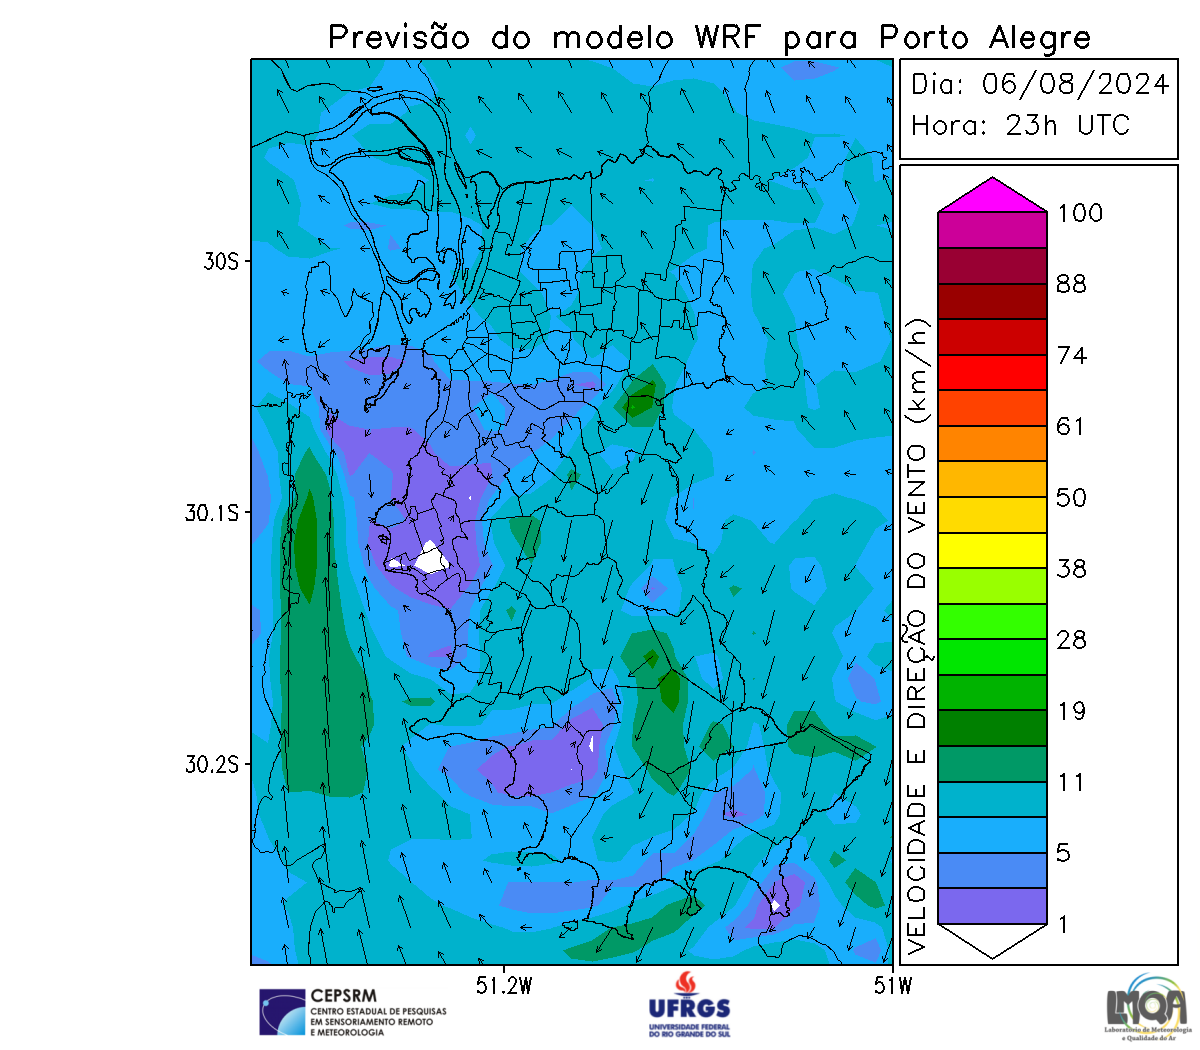 Previsão do modelo WRF para Porto Alegre
Dia: 06/08/2024
Hora: 23h UTC
30S
30.1S
30.2S
51.2W
51W
VELOCIDADE E DIREÇÃO DO VENTO (km/h)
100
88
74
61
50
38
28
19
11
5
1
CEPSRM
CENTRO ESTADUAL DE PESQUISAS
EM SENSORIAMENTO REMOTO
E METEOROLOGIA
UFRGS
UNIVERSIDADE FEDERAL
DO RIO GRANDE DO SUL
LMQA
Laboratório de Meteorologia
e Qualidade do Ar